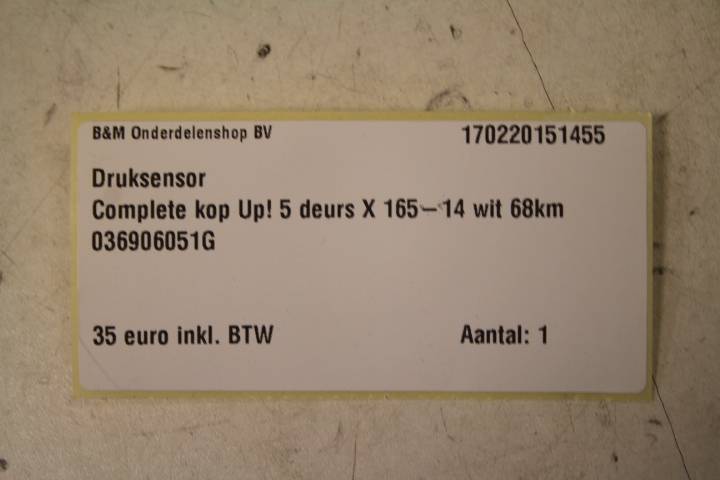 B&M Onderdelenshop BV 170220151455
Druksensor
Complete kop Up! 5 deurs X 165-14 wit 68km
036906051G
35 euro inkl. BTW Aantal: 1